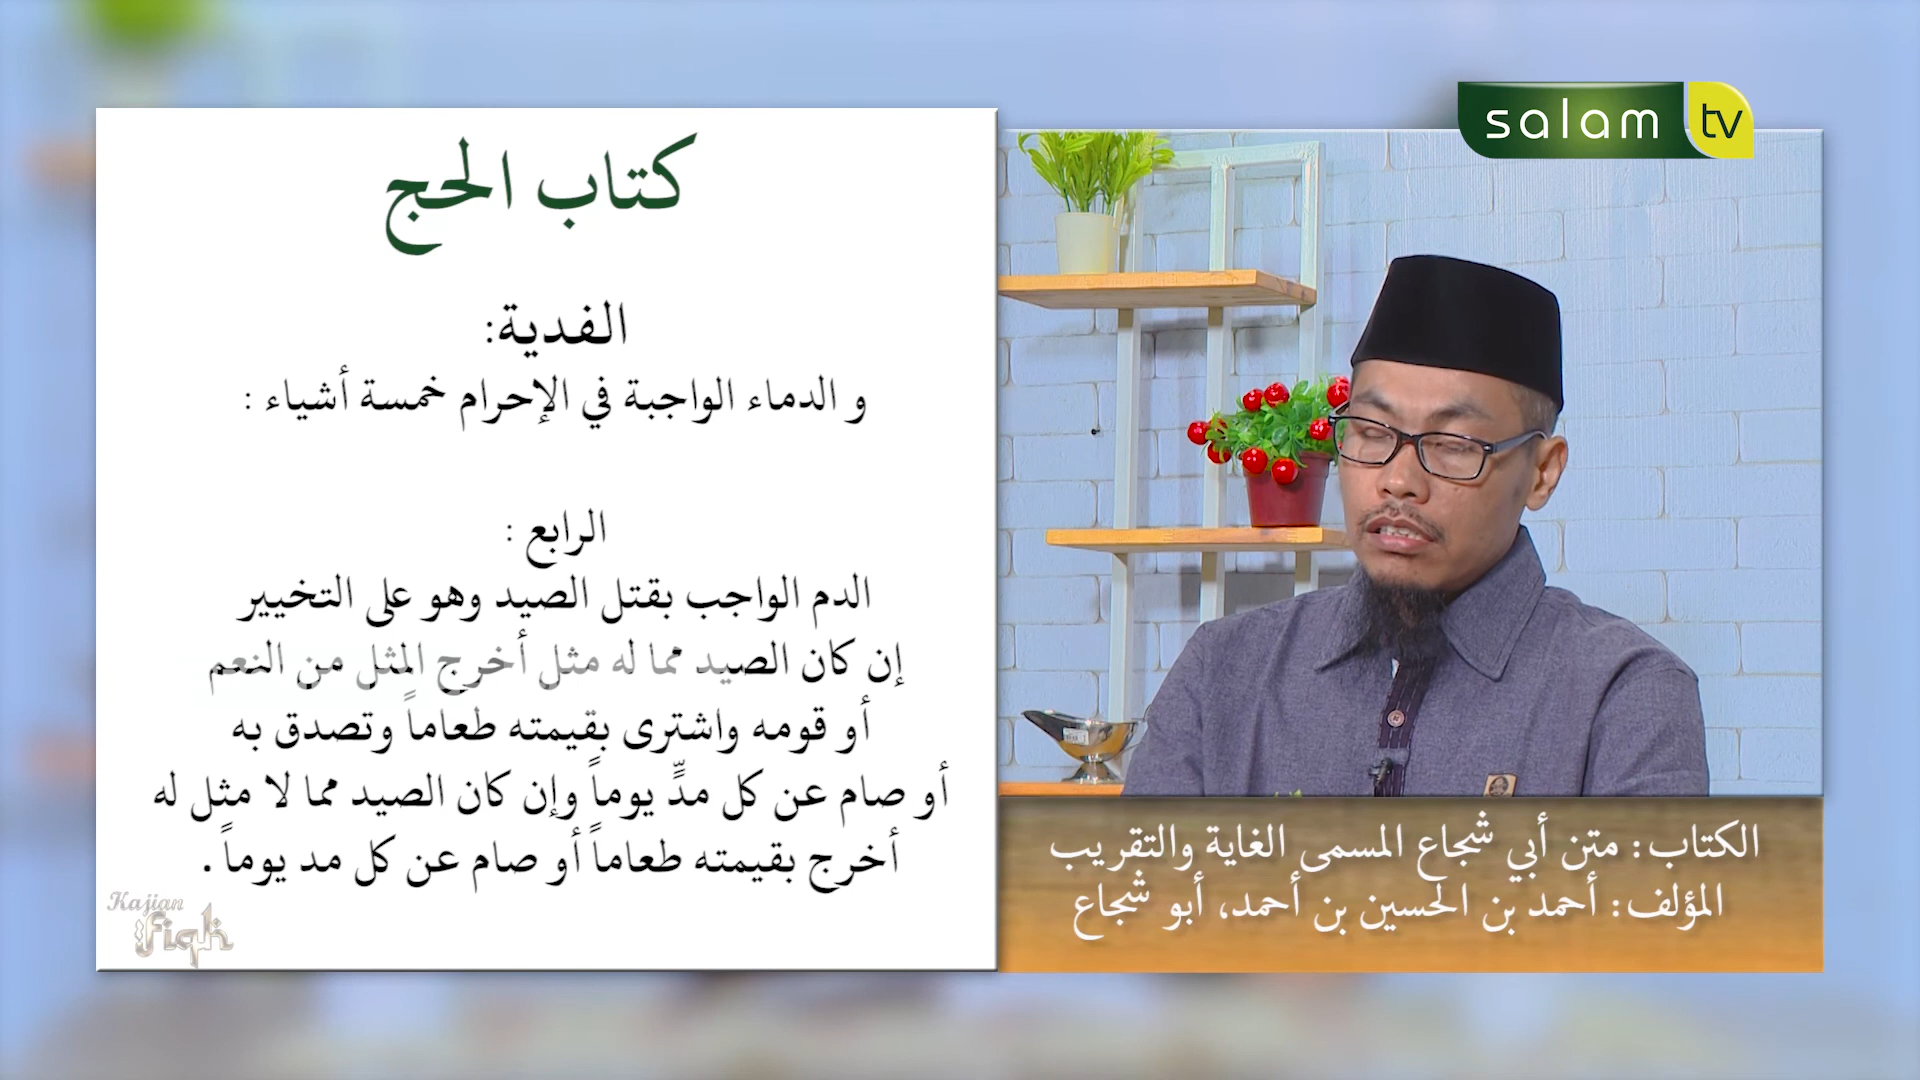 salam tv
كتاب الحج
الفدية:
و الدماء الواجبة في الإحرام خمسة أشياء :
الرابع :
الدم الواجب بقتل الصيد وهو على التخيير
إن كان الصيد مما له مثل أخرج المثل من النعم
أو قومه واشترى بقيمته طعاماً وتصدق به
أو صام عن كل مدٍّ يوماً وإن كان الصيد مما لا مثل له
أخرج بقيمته طعاماً أو صام عن كل مد يوماً .
Kajian
fiqh
الكتاب: متن أبي شجاع المسمى الغاية والتقريب
المؤلف: أحمد بن الحسين بن أحمد، أبو شجاع